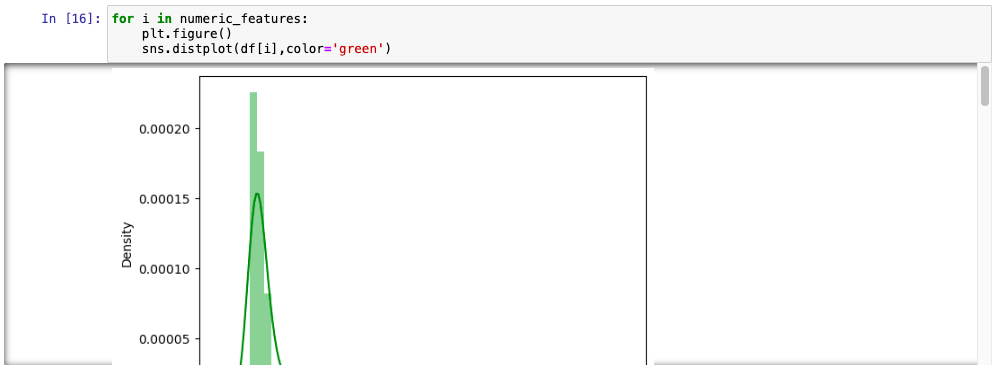 In [16]: for i in numeric_features:
    plt.figure()
    sns.distplot(df[i],color='green')
0.00020
0.00015
Density
0.00010
0.00005